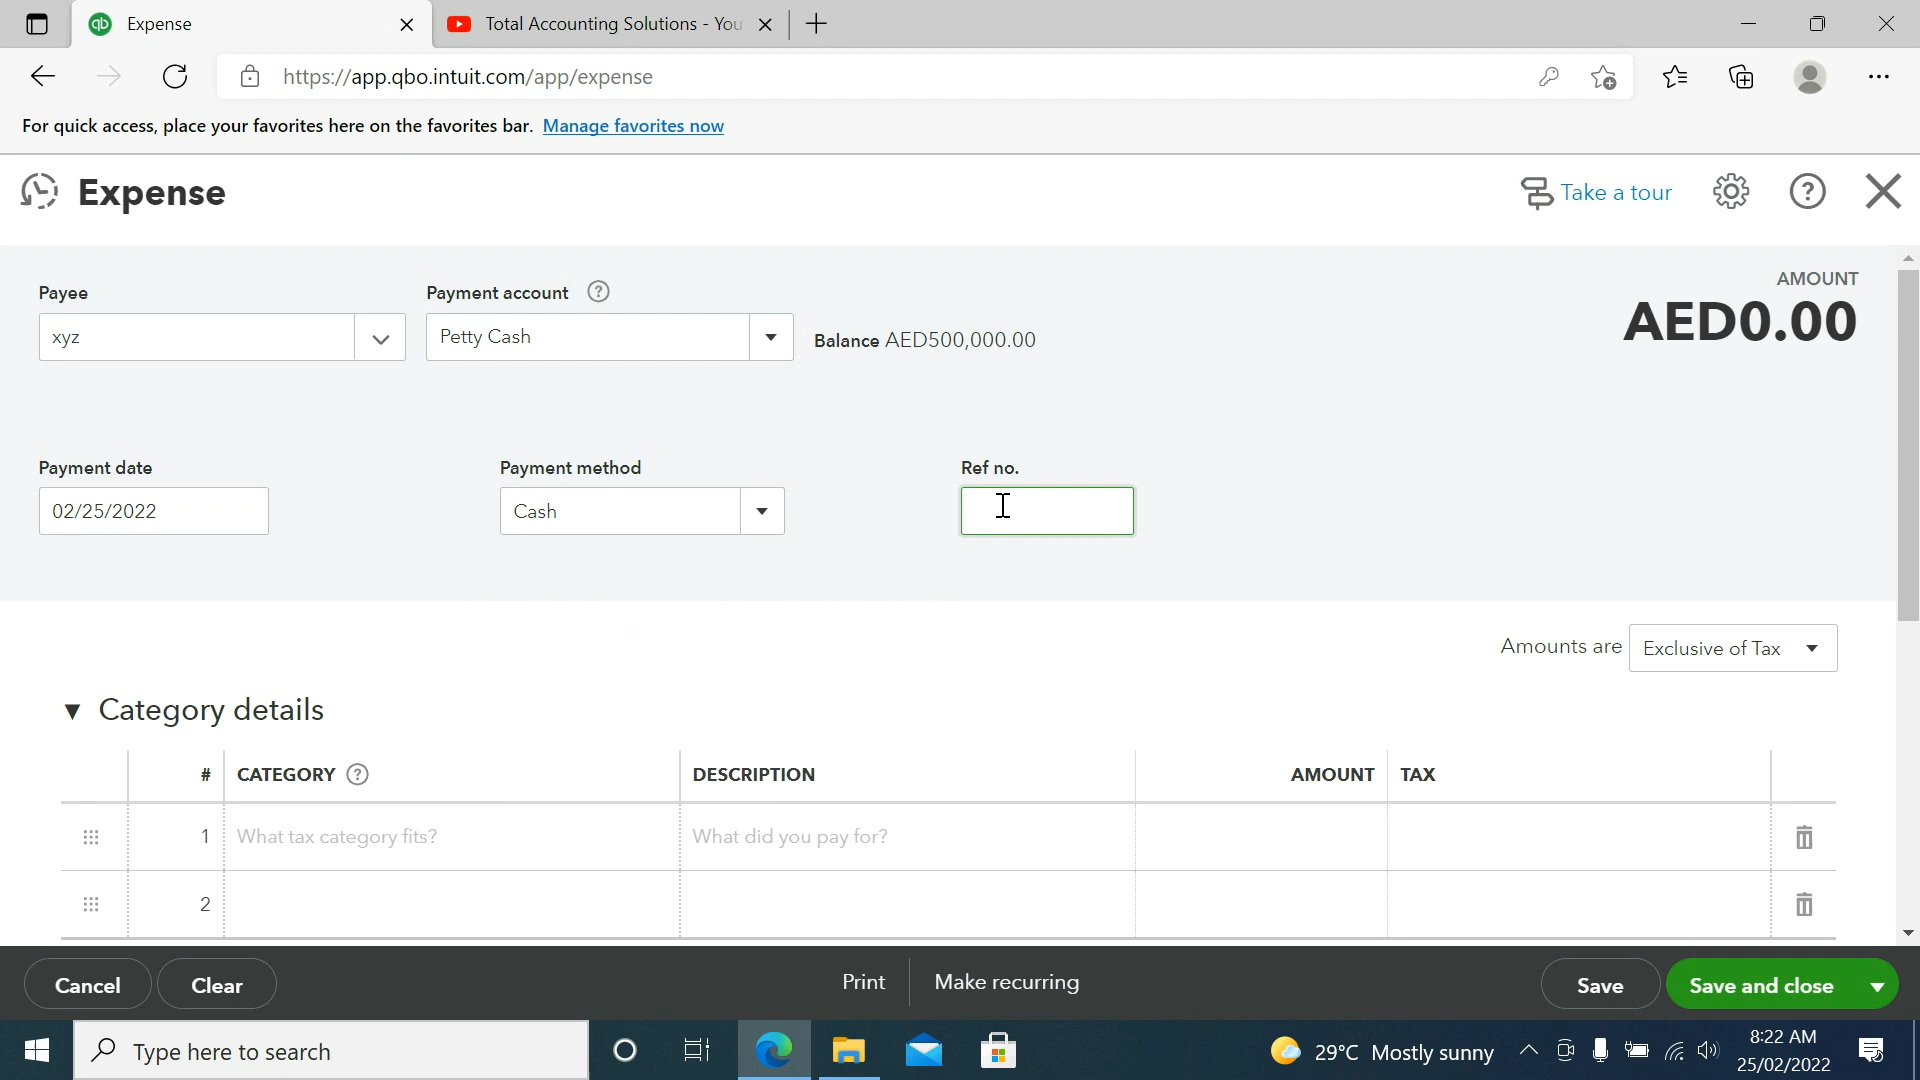 Expense
Total Accounting Solutions - You
https://app.qbo.intuit.com/app/expense
For quick access, place your favorites here on the favorites bar. Manage favorites now
Expense
Take a tour
Payee
Payment account
AMOUNT
xyz
Petty Cash
Balance AED500,000.00
AED0.00
Payment date
Payment method
Ref no.
02/25/2022
Cash
Amounts are
Exclusive of Tax
Category details
# CATEGORY DESCRIPTION AMOUNT TAX
1 What tax category fits? What did you pay for?
2
Cancel
Clear
Print
Make recurring
Save
Save and close
Type here to search
29°C Mostly sunny
8:22 AM
25/02/2022